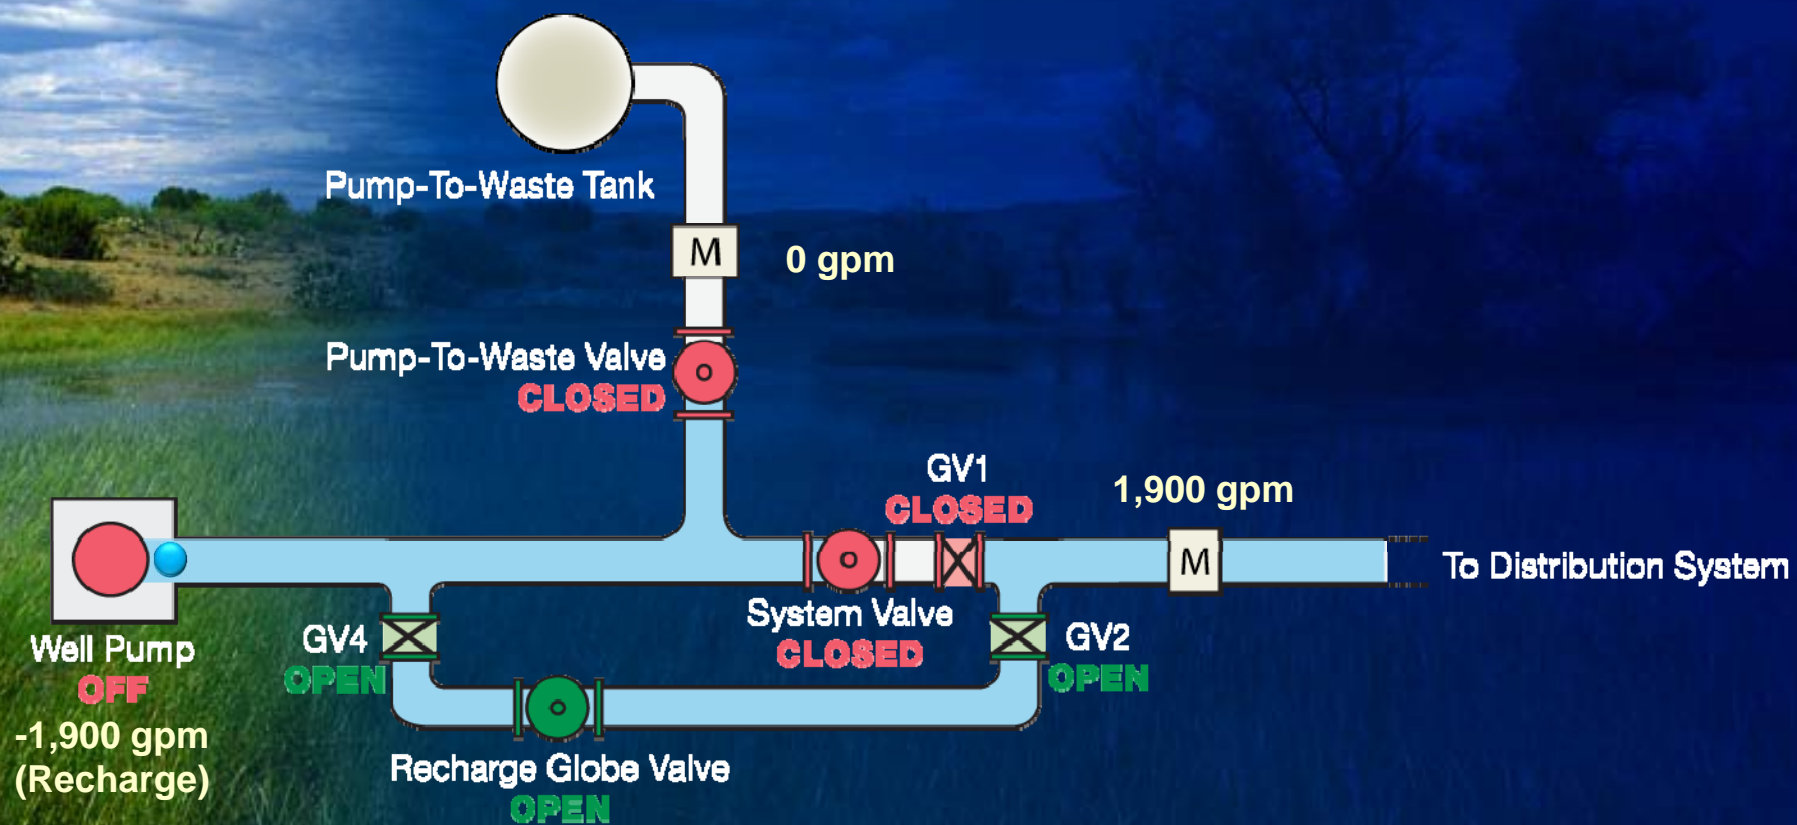 Pump-To-Waste Tank
M
0 gpm
Pump-To-Waste Valve
CLOSED
GV1
CLOSED
1,900 gpm
M
To Distribution System
System Valve
CLOSED
GV4
OPEN
GV2
OPEN
Well Pump
OFF
-1,900 gpm
(Recharge)
Recharge Globe Valve
OPEN